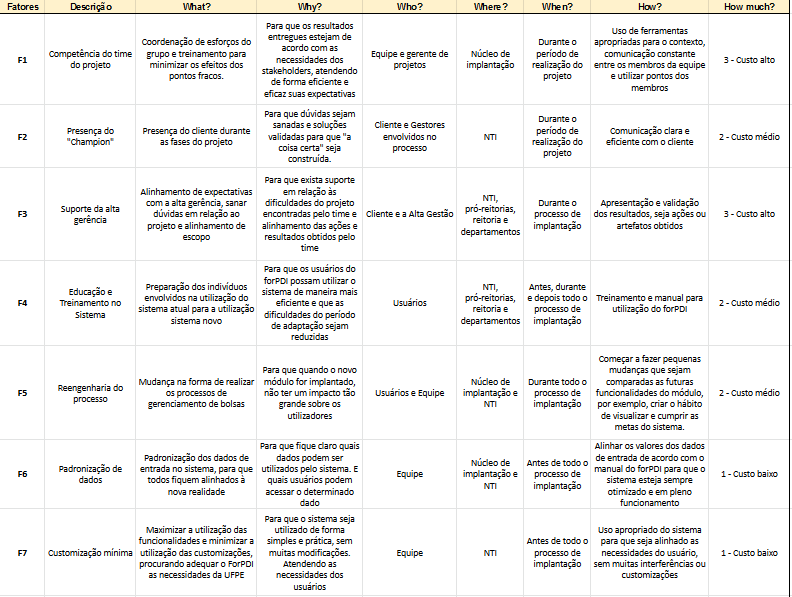 Fatores Descrição What? Why? Who? Where? When? How? How much?
F1
Competência do time
do projeto
Coordenação de esforços do
grupo e treinamento para
minimizar os efeitos dos
pontos fracos.
Para que os resultados
entregues estejam de
acordo com as
necessidades dos
stakeholders, atendendo
de forma eficiente e
eficaz suas expectativas
Equipe e gerente de
projetos
Núcleo de
implantação
Durante o
período de
realização do
projeto
Uso de ferramentas
apropriadas para o contexto,
comunicação constante
entre os membros da equipe
e utilizar pontos dos
membros
3 - Custo alto
F2
Presença do
"Champion"
Presença do cliente durante
as fases do projeto
Para que dúvidas sejam
sanadas e soluções
validadas para que "a
coisa certa" seja
construída.
Cliente e Gestores
envolvidos no
processo
NTI
Durante o
período de
realização do
projeto
Comunicação clara e
eficiente com o cliente
2 - Custo médio
F3
Suporte da alta
gerência
Alinhamento de expectativas
com a alta gerência, sanar
dúvidas em relação ao
projeto e alinhamento de
escopo
Para que exista suporte
em relação às
dificuldades do projeto
encontradas pelo time e
alinhamento das ações e
resultados obtidos pelo
time
Cliente e a Alta Gestão
NTI,
pró-reitorias,
reitoria e
departamentos
Durante o
processo de
implantação
Apresentação e validação
dos resultados, seja ações ou
artefatos obtidos
3 - Custo alto
F4
Educação e
Treinamento no
Sistema
Preparação dos indivíduos
envolvidos na utilização do
sistema atual para a utilização
sistema novo
Para que os usuários do
forPDI possam utilizar o
sistema de maneira mais
eficiente e que as
dificuldades do período
de adaptação sejam
reduzidas
Usuários
NTI,
pró-reitorias,
reitoria e
departamentos
Antes, durante
e depois todo o
processo de
implantação
Treinamento e manual para
utilização do forPDI
2 - Custo médio
F5
Reengenharia do
processo
Mudança na forma de realizar
os processos de
gerenciamento de bolsas
Para que quando o novo
módulo for implantado,
não ter um impacto tão
grande sobre os
utilizadores
Usuários e Equipe
Núcleo de
implantação e
NTI
Durante todo o
processo de
implantação
Começar a fazer pequenas
mudanças que sejam
comparadas as futuras
funcionalidades do módulo,
por exemplo, criar o hábito
de visualizar e cumprir as
metas do sistema.
2 - Custo médio
F6
Padronização de
dados
Padronização dos dados de
entrada no sistema, para que
todos fiquem alinhados à
nova realidade
Para que fique claro quais
dados podem ser
utilizados pelo sistema. E
quais usuários podem
acessar o determinado
dado
Equipe
Núcleo de
implantação e
NTI
Antes de todo o
processo de
implantação
Alinhar os valores dos dados
de entrada de acordo com o
manual do forPDI para que o
sistema esteja sempre
otimizado e em pleno
funcionamento
1 - Custo baixo
F7
Customização mínima
Maximizar a utilização das
funcionalidades e minimizar a
utilização das customizações,
procurando adequar o ForPDI
as necessidades da UFPE
Para que o sistema seja
utilizado de forma
simples e prática, sem
muitas modificações.
Atendendo as
necessidades dos
usuários
Equipe
NTI
Antes de todo o
processo de
implantação
Uso apropriado do sistema
para que seja alinhado as
necesidades do usuário,
sem muitas interferências ou
customizações
1 - Custo baixo